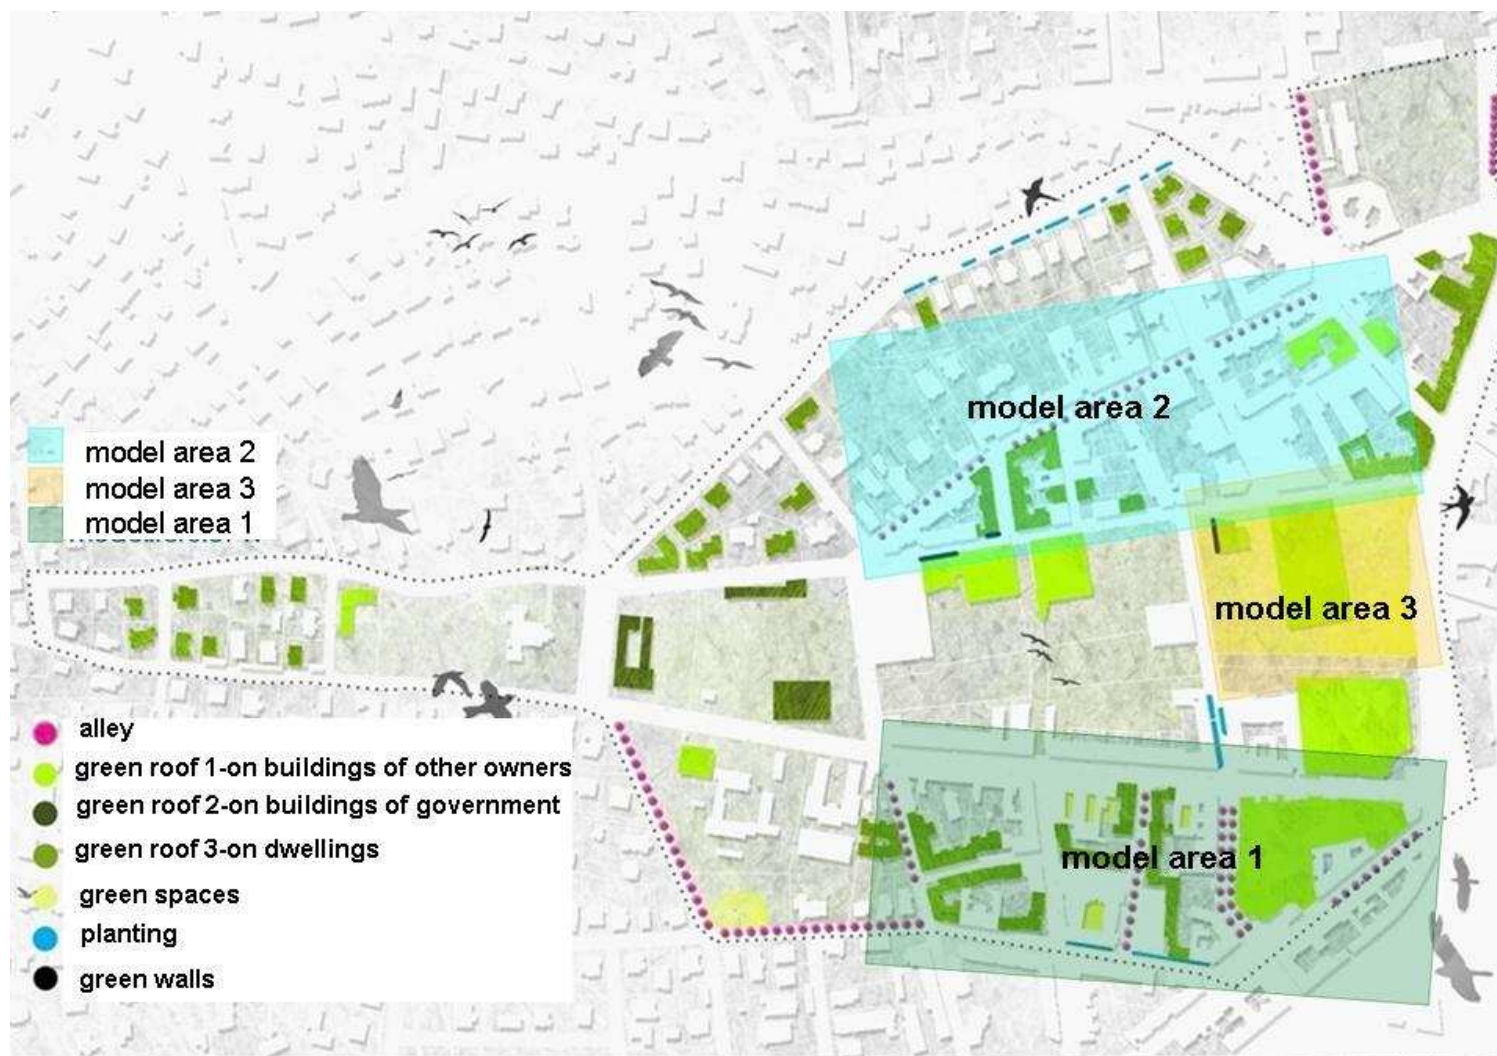 model area 2
model area 3
model area 2
model area 3
model area 1
model area 1
alley
green roof 1-on buildings of other owners
green roof 2-on buildings of government
green roof 3-on dwellings
green spaces
planting
green walls